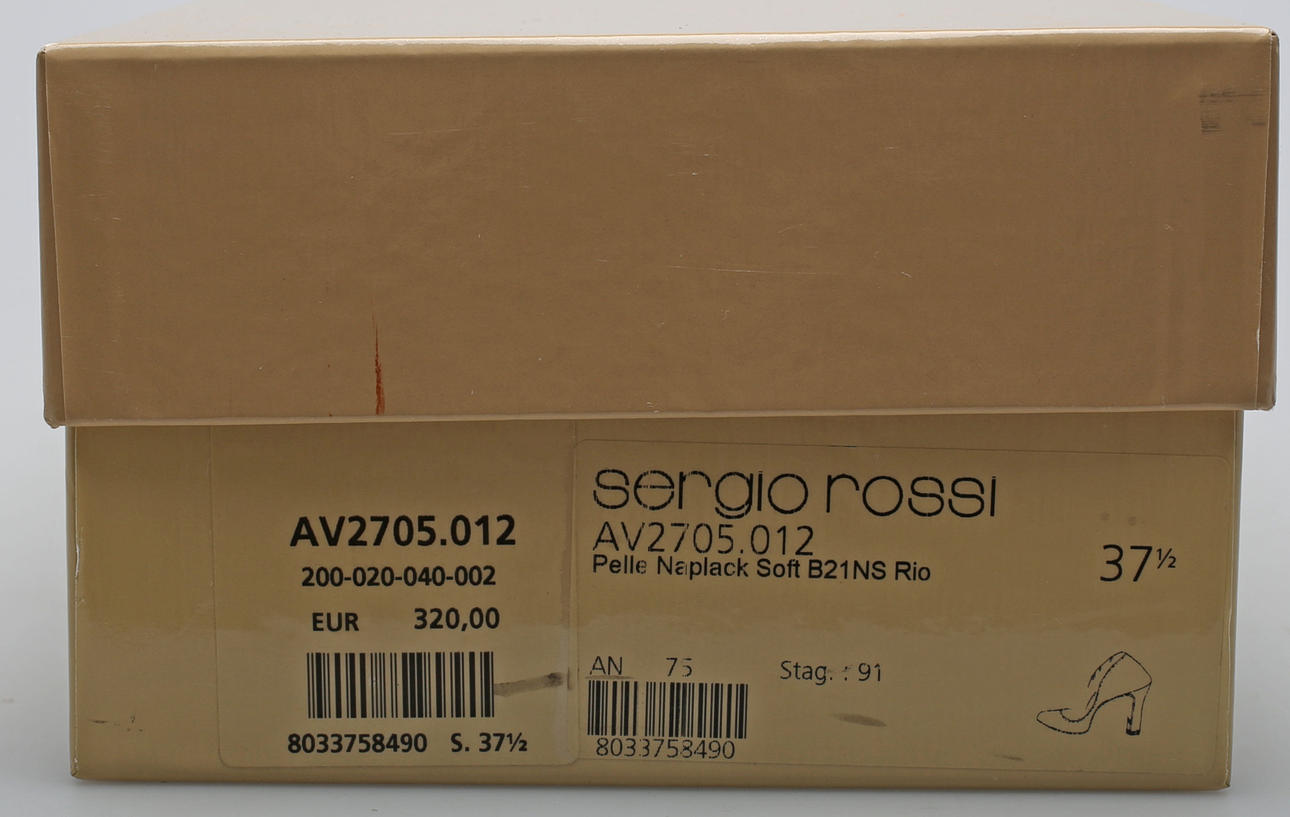 AV2705.012
200-020-040-002
EUR 320,00
8033758490 S. 37½
sergio rossi
AV2705.012
Pelle Naplack Soft B21NS Rio
37½
AN 75 Stag. : 91
8033758490